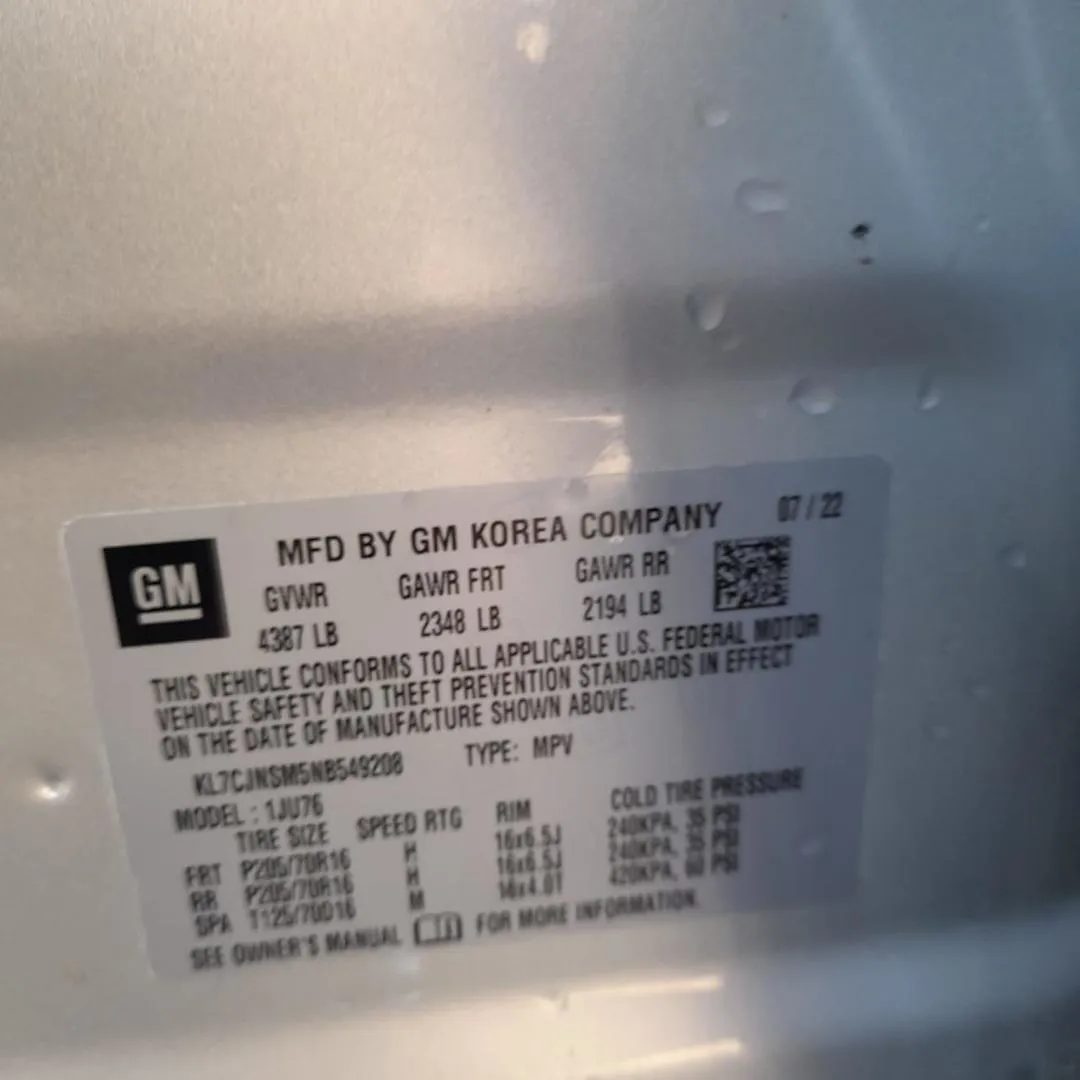 MFD BY GM KOREA COMPANY 07 / 22
GM
GVWR GAWR FRT GAWR RR
4387 LB 2348 LB 2194 LB
THIS VEHICLE CONFORMS TO ALL APPLICABLE U.S. FEDERAL MOTOR
VEHICLE SAFETY AND THEFT PREVENTION STANDARDS IN EFFECT
ON THE DATE OF MANUFACTURE SHOWN ABOVE.
KL7CJNSM5NB549208 TYPE: MPV
MODEL : 1JU76
TIRE SIZE SPEED RTG RIM COLD TIRE PRESSURE
FRT P205/70R16 H 16x6.5J 240KPA, 35 PSI
RR P205/70R16 H 16x6.5J 240KPA, 35 PSI
SPA T125/70D16 M 16x4.0T 420KPA, 60 PSI
SEE OWNER'S MANUAL FOR MORE INFORMATION.